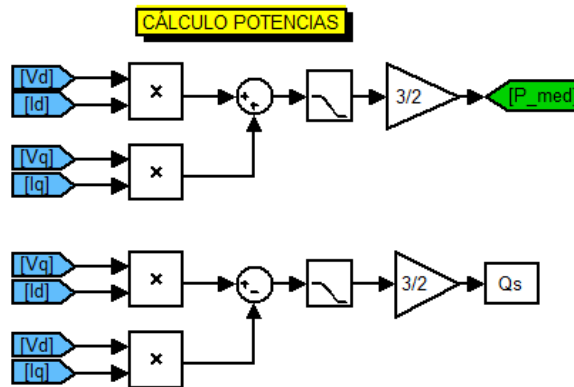 CÁLCULO POTENCIAS
[Vd]
[Id]
×
+
+
3/2
[P_med]
[Vq]
[Iq]
×
[Vq]
[Id]
×
+
−
3/2
Qs
[Vd]
[Iq]
×